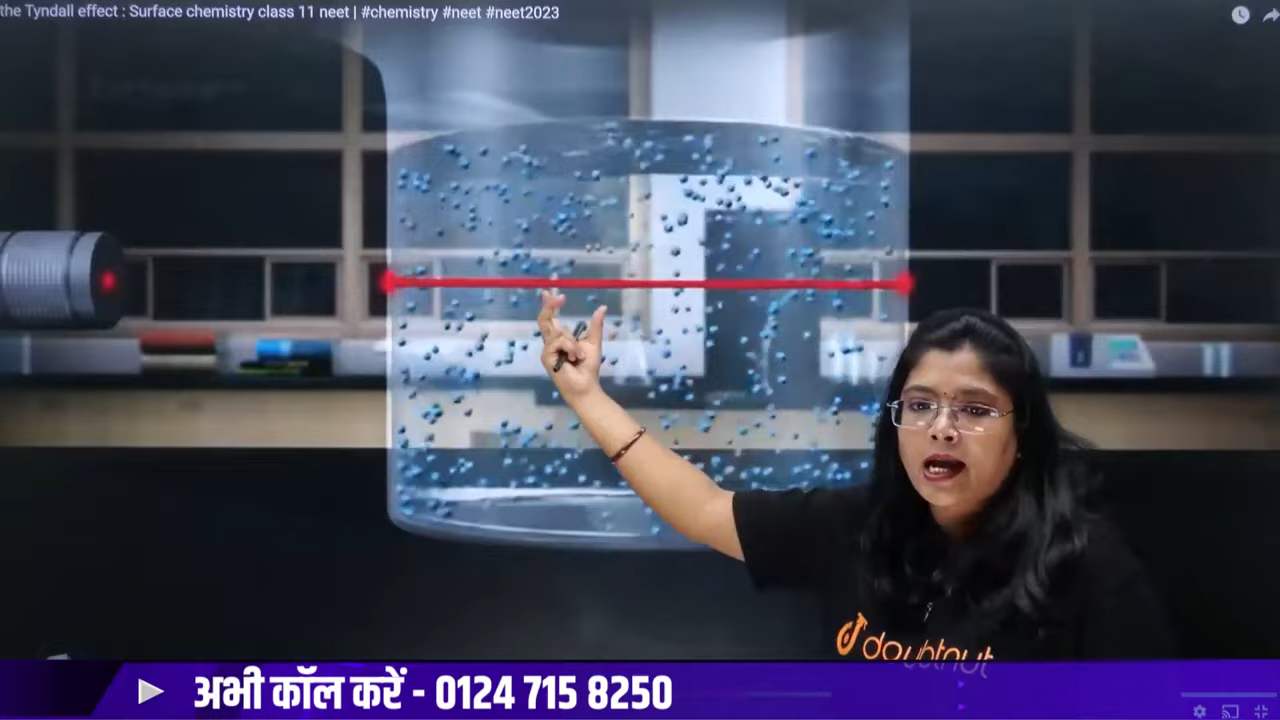 the Tyndall effect : Surface chemistry class 11 neet | #chemistry #neet #neet2023
doubtnut
अभी कॉल करें - 0124 715 8250